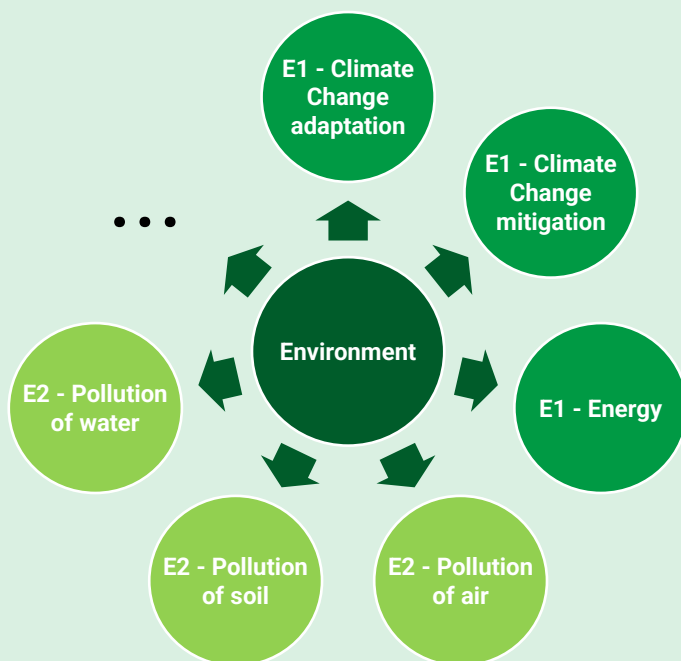 E1 - Climate
Change
adaptation
E1 - Climate
Change
mitigation
• • •
Environment
E1 - Energy
E2 - Pollution
of water
E2 - Pollution
of soil
E2 - Pollution
of air